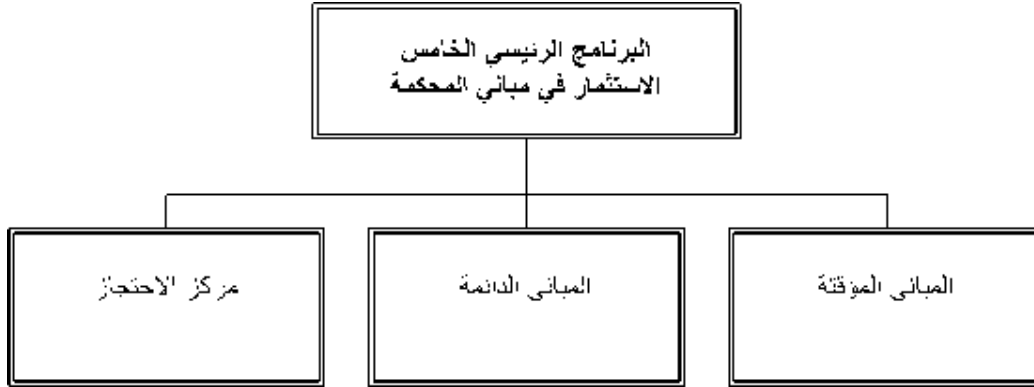 البرنامج الرئيسي الخامس
الاستثمار في مباني المحكمة
المباني المؤقتة
المباني الدائمة
مركز الاحتجاز